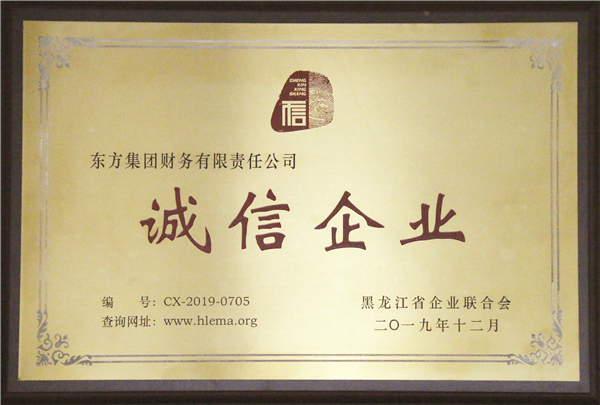 CHENG
XIN
XING
SHANG
信
东方集团财务有限责任公司
诚信企业
编 号：CX-2019-0705
查询网址：www.hlema.org
黑龙江省企业联合会
二〇一九年十二月